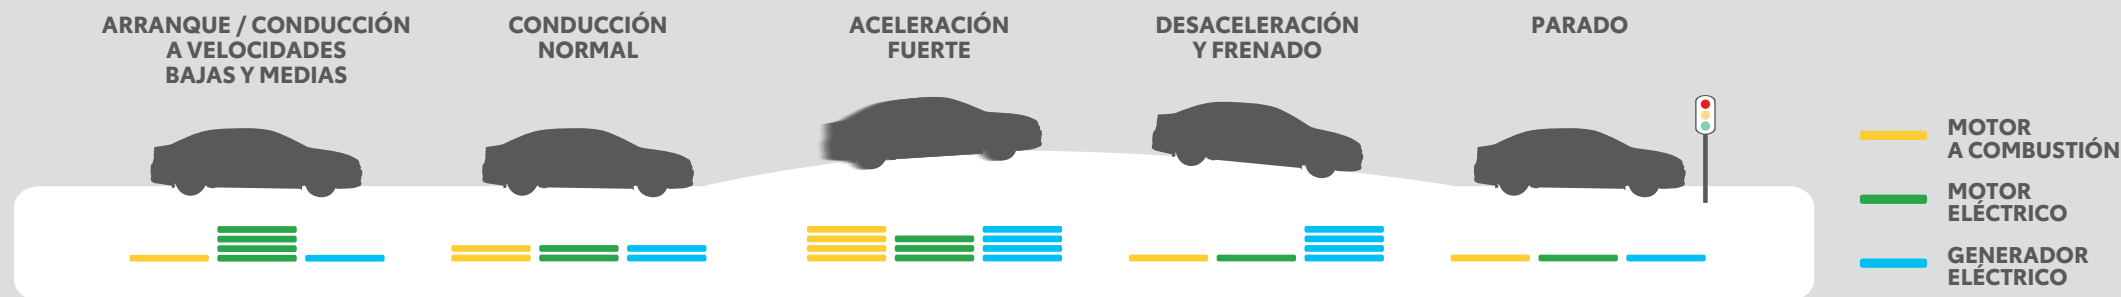 ARRANQUE / CONDUCCIÓN
A VELOCIDADES
BAJAS Y MEDIAS
CONDUCCIÓN
NORMAL
ACELERACIÓN
FUERTE
DESACELERACIÓN
Y FRENADO
PARADO
MOTOR
A COMBUSTIÓN
MOTOR
ELÉCTRICO
GENERADOR
ELÉCTRICO